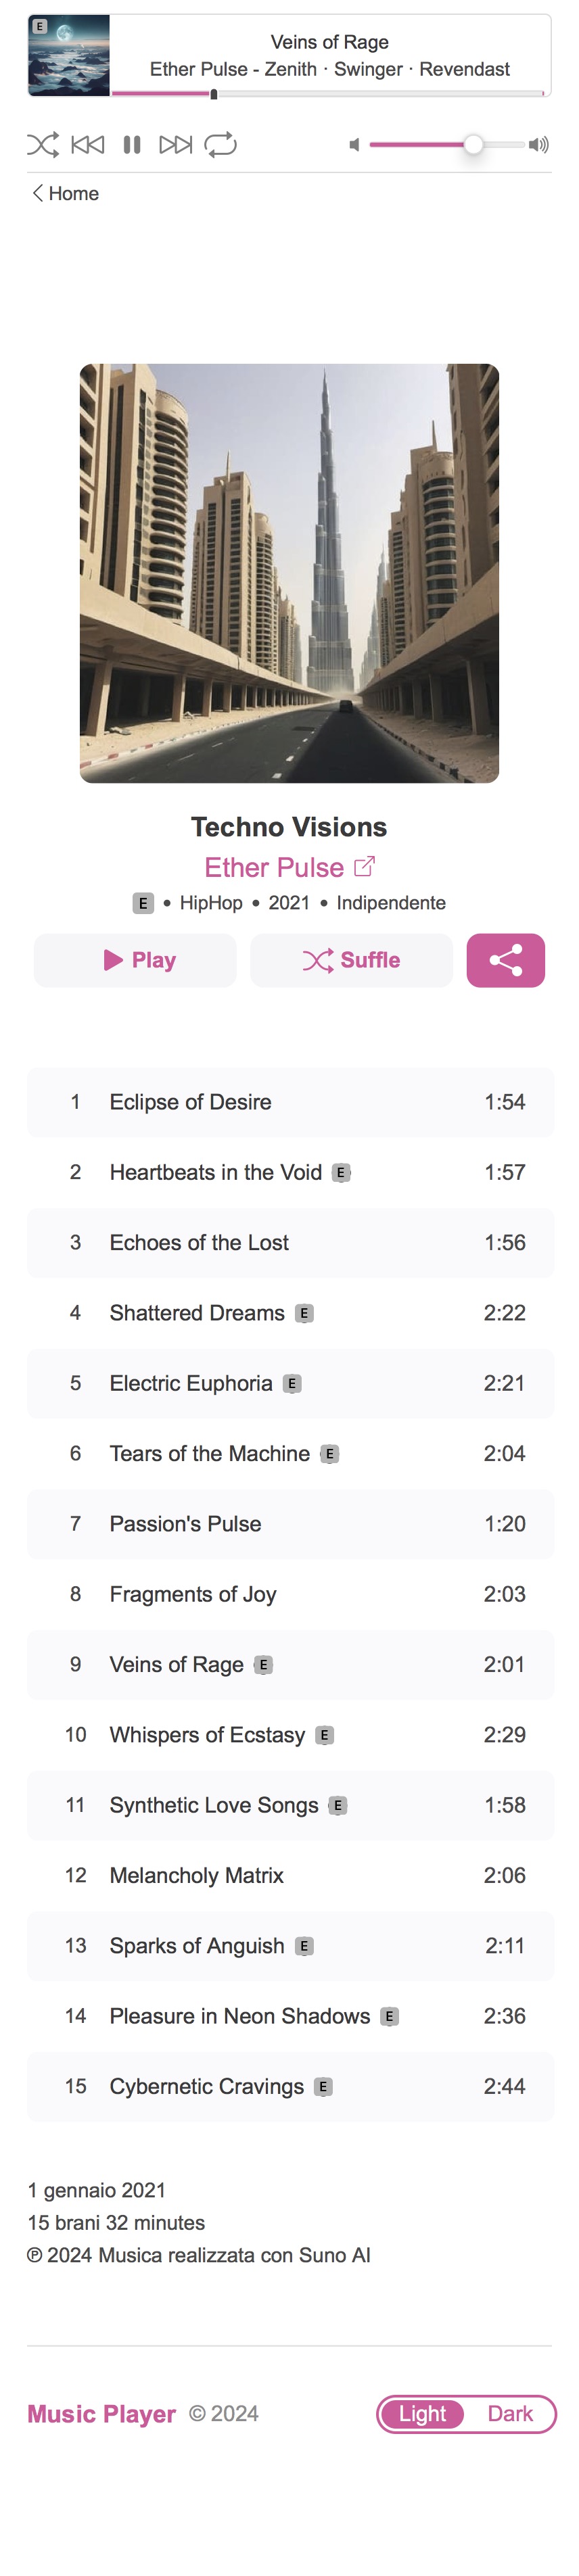 E
Veins of Rage
Ether Pulse - Zenith · Swinger · Revendast
Home
Techno Visions
Ether Pulse
E • HipHop • 2021 • Indipendente
Play
Suffle
1 Eclipse of Desire 1:54
2 Heartbeats in the Void E 1:57
3 Echoes of the Lost 1:56
4 Shattered Dreams E 2:22
5 Electric Euphoria E 2:21
6 Tears of the Machine E 2:04
7 Passion's Pulse 1:20
8 Fragments of Joy 2:03
9 Veins of Rage E 2:01
10 Whispers of Ecstasy E 2:29
11 Synthetic Love Songs E 1:58
12 Melancholy Matrix 2:06
13 Sparks of Anguish E 2:11
14 Pleasure in Neon Shadows E 2:36
15 Cybernetic Cravings E 2:44
1 gennaio 2021
15 brani 32 minutes
℗ 2024 Musica realizzata con Suno AI
Music Player © 2024
Light Dark